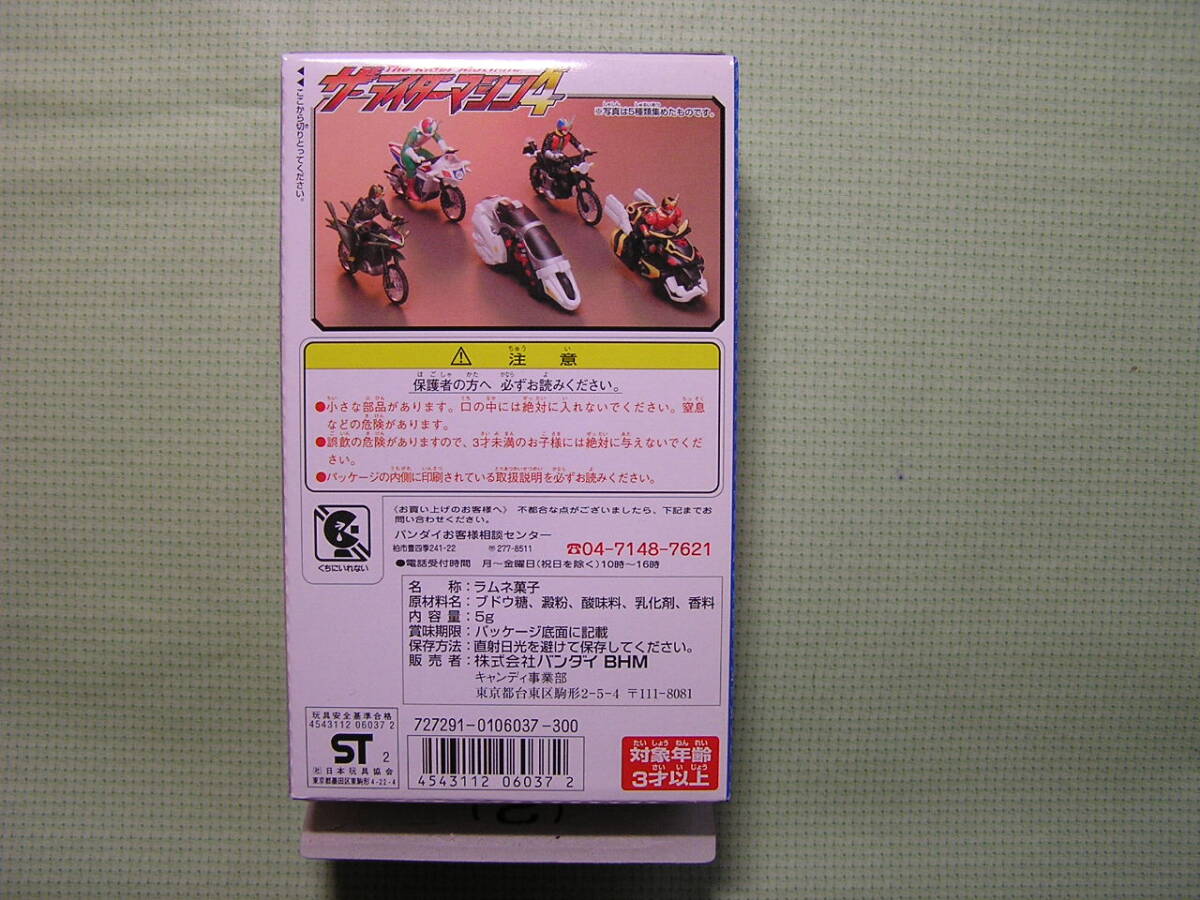 ◀◀ここから切りとってください。
The Rider Machine
ザ・ライダーマシン4
※写真は5種類集めたものです。
⚠ 注意
保護者の方へ 必ずお読みください。
●小さな部品があります。口の中には絶対に入れないでください。窒息
などの危険があります。
●誤飲の危険がありますので、3才未満のお子様には絶対に与えないでくだ
さい。
●パッケージの内側に印刷されている取扱説明を必ずお読みください。
くちにいれない
〈お買い上げのお客様へ〉 不都合な点がございましたら、下記までお
問い合わせください。
バンダイお客様相談センター
柏市豊四季241-22 〒277-8511 ☎04-7148-7621
●電話受付時間 月〜金曜日(祝日を除く)10時〜16時
名称：ラムネ菓子
原材料名：ブドウ糖、澱粉、酸味料、乳化剤、香料
内容量：5g
賞味期限：パッケージ底面に記載
保存方法：直射日光を避けて保存してください。
販売者：株式会社バンダイ BHM
キャンディ事業部
東京都台東区駒形2-5-4 〒111-8081
玩具安全基準合格
4543112 06037 2
ST 2
㈳日本玩具協会
東京都墨田区東駒形4-22-4
727291-0106037-300
4543112 060372
対象年齢
3才以上